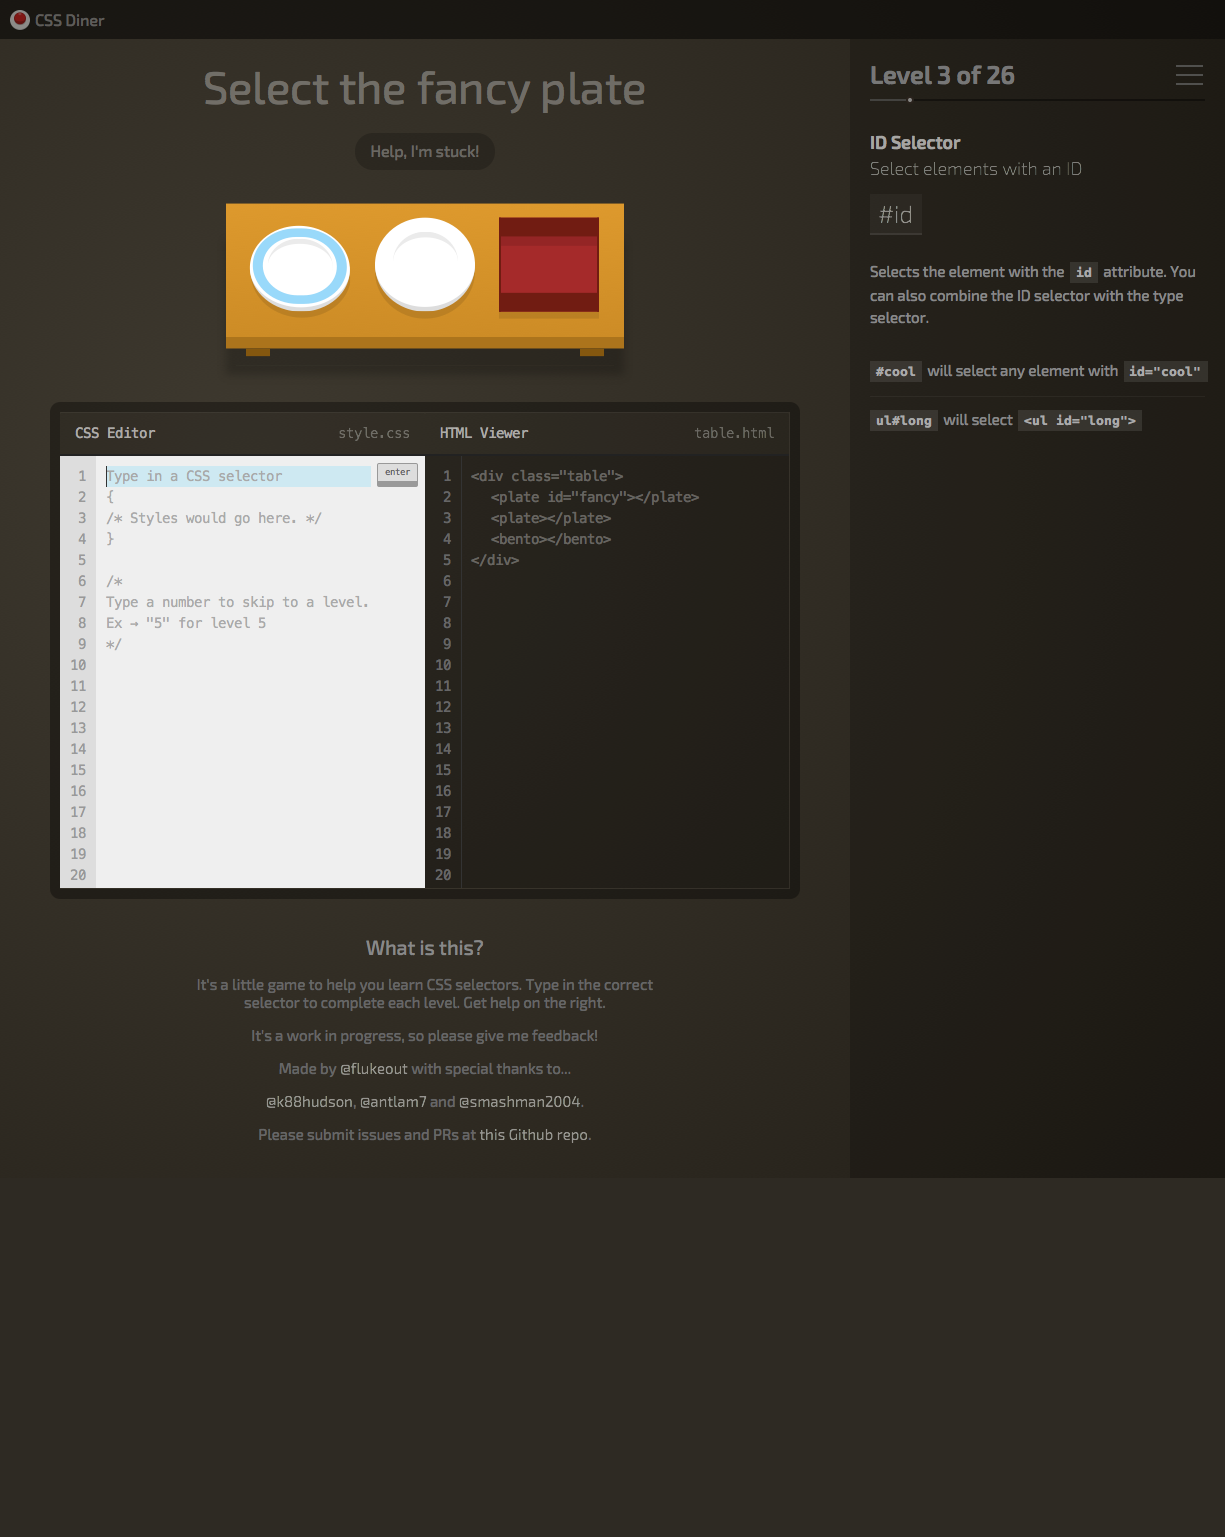 CSS Diner
Select the fancy plate
Help, I'm stuck!
CSS Editor style.css
1 Type in a CSS selector enter
2 {
3 /* Styles would go here. */
4 }
5
6 /*
7 Type a number to skip to a level.
8 Ex → "5" for level 5
9 */
10
11
12
13
14
15
16
17
18
19
20
HTML Viewer table.html
1 <div class="table">
2 <plate id="fancy"></plate>
3 <plate></plate>
4 <bento></bento>
5 </div>
6
7
8
9
10
11
12
13
14
15
16
17
18
19
20
What is this?
It's a little game to help you learn CSS selectors. Type in the correct
selector to complete each level. Get help on the right.
It's a work in progress, so please give me feedback!
Made by @flukeout with special thanks to...
@k88hudson, @antlam7 and @smashman2004.
Please submit issues and PRs at this Github repo.
Level 3 of 26
ID Selector
Select elements with an ID
#id
Selects the element with the id attribute. You
can also combine the ID selector with the type
selector.
#cool will select any element with id="cool"
ul#long will select <ul id="long">